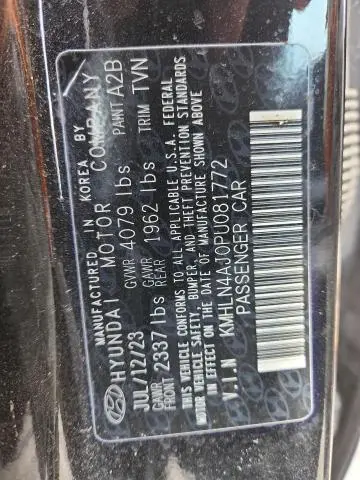 MANUFACTURED IN KOREA BY
HYUNDAI MOTOR COMPANY
JUL/12/23 GVWR 4079 lbs PAINT A2B
GAWR FRONT 2337 lbs GAWR REAR 1962 lbs TRIM TVN
THIS VEHICLE CONFORMS TO ALL APPLICABLE U.S.A. FEDERAL
MOTOR VEHICLE SAFETY, BUMPER, AND THEFT PREVENTION STANDARDS
IN EFFECT ON THE DATE OF MANUFACTURE SHOWN ABOVE
V.I.N KMHLN4AJ0PU081772
PASSENGER CAR